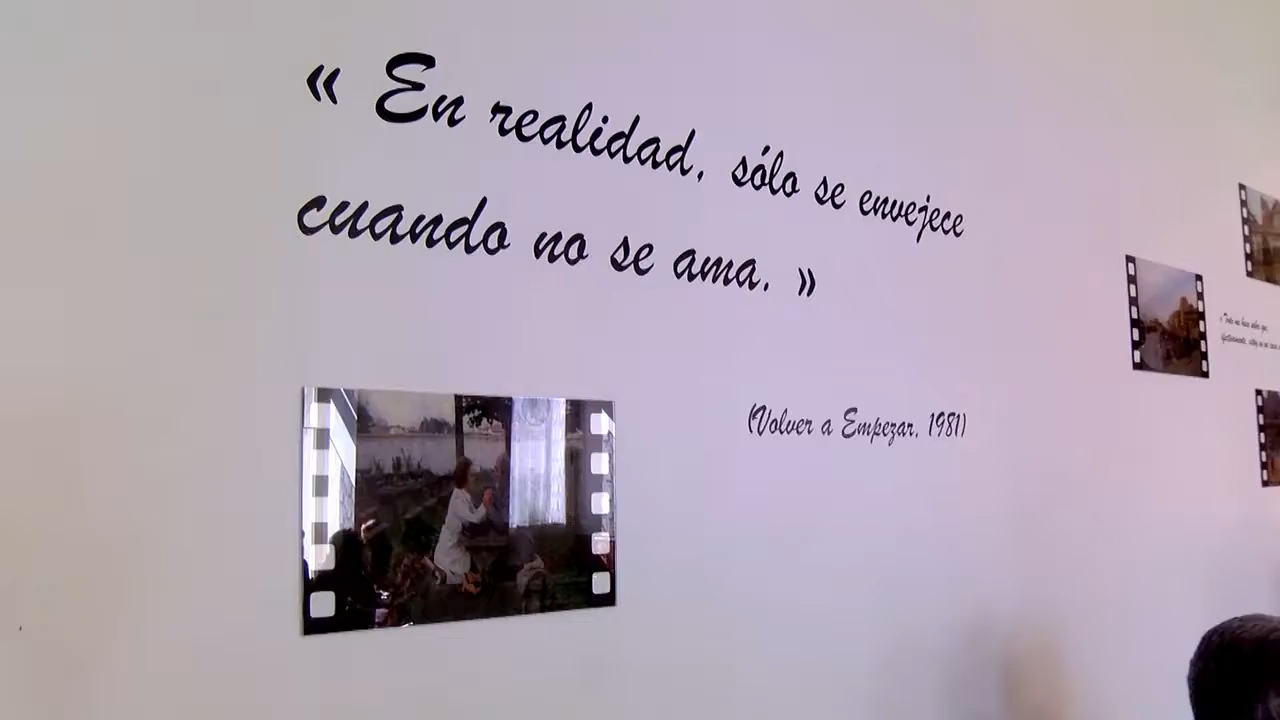 « En realidad, sólo se envejece
cuando no se ama. »
(Volver a Empezar, 1981)